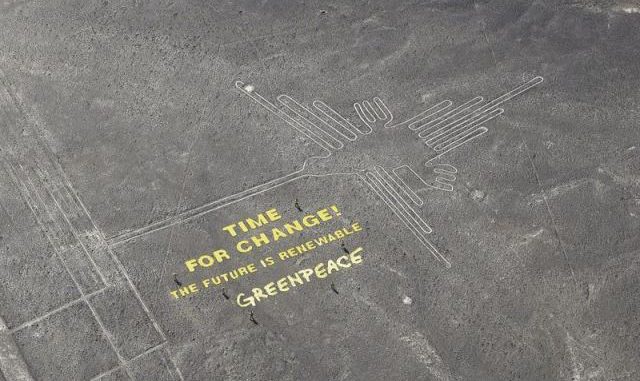 TIME
FOR CHANGE!
THE FUTURE IS RENEWABLE
GREENPEACE